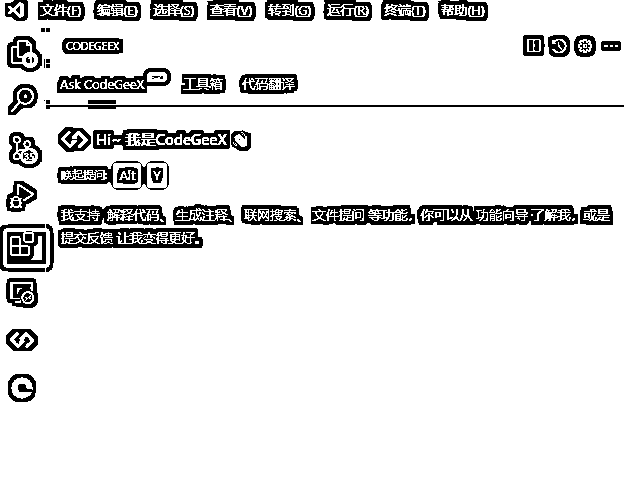 文件(F) 编辑(E) 选择(S) 查看(V) 转到(G) 运行(R) 终端(T) 帮助(H)
CODEGEEX
Ask CodeGeeX 工具箱 代码翻译
Hi~ 我是CodeGeeX
唤起提问: Alt Y
我支持 解释代码、 生成注释、 联网搜索、 文件提问 等功能, 你可以从 功能向导 了解我, 或是
提交反馈 让我变得更好。